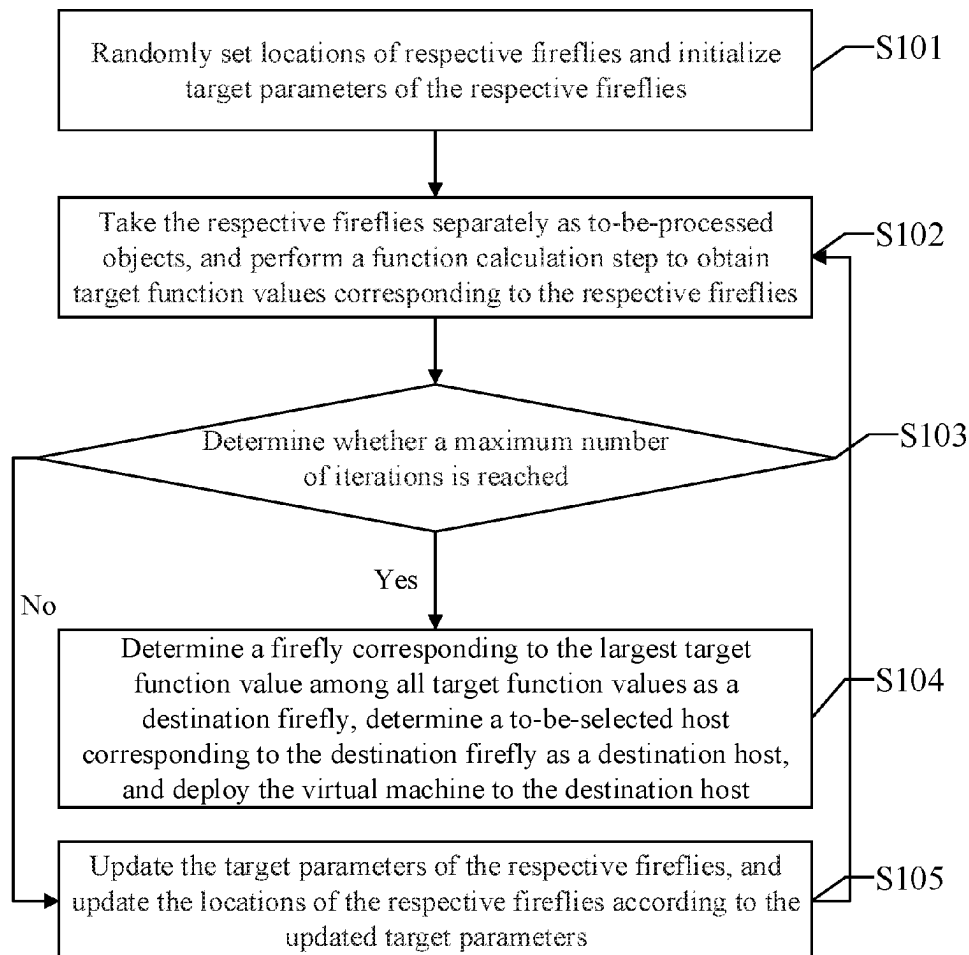 Randomly set locations of respective fireflies and initialize
target parameters of the respective fireflies
S101
Take the respective fireflies separately as to-be-processed
objects, and perform a function calculation step to obtain
target function values corresponding to the respective fireflies
S102
Determine whether a maximum number
of iterations is reached
S103
Yes
No
Determine a firefly corresponding to the largest target
function value among all target function values as a
destination firefly, determine a to-be-selected host
corresponding to the destination firefly as a destination host,
and deploy the virtual machine to the destination host
S104
Update the target parameters of the respective fireflies, and
update the locations of the respective fireflies according to the
updated target parameters
S105